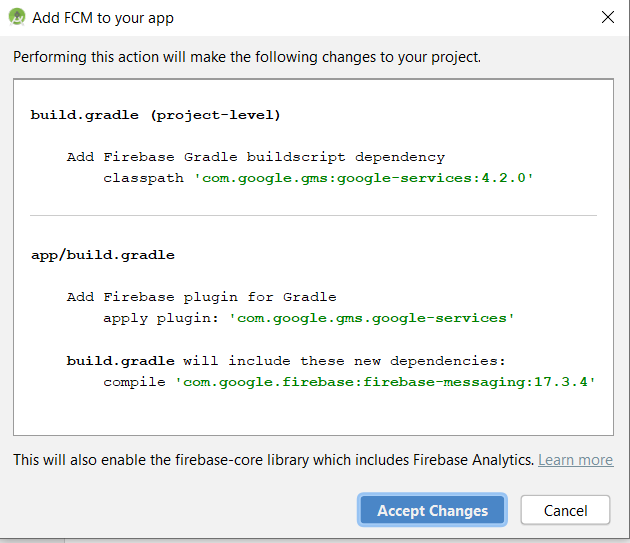 Add FCM to your app
Performing this action will make the following changes to your project.
build.gradle (project-level)
Add Firebase Gradle buildscript dependency
classpath 'com.google.gms:google-services:4.2.0'
app/build.gradle
Add Firebase plugin for Gradle
apply plugin: 'com.google.gms.google-services'
build.gradle will include these new dependencies:
compile 'com.google.firebase:firebase-messaging:17.3.4'
This will also enable the firebase-core library which includes Firebase Analytics. Learn more
Accept Changes Cancel